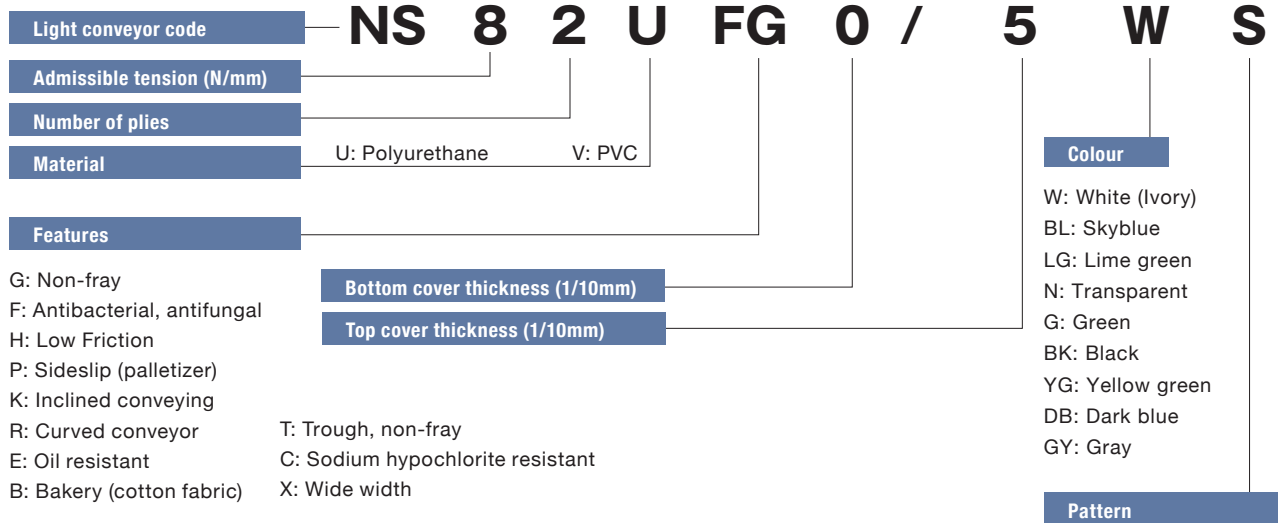 Light conveyor code NS 8 2 U FG 0 / 5 W S
Admissible tension (N/mm)
Number of plies
Material U: Polyurethane V: PVC
Features
G: Non-fray
F: Antibacterial, antifungal
H: Low Friction
P: Sideslip (palletizer)
K: Inclined conveying
R: Curved conveyor
E: Oil resistant
B: Bakery (cotton fabric)
T: Trough, non-fray
C: Sodium hypochlorite resistant
X: Wide width
Bottom cover thickness (1/10mm)
Top cover thickness (1/10mm)
Colour
W: White (Ivory)
BL: Skyblue
LG: Lime green
N: Transparent
G: Green
BK: Black
YG: Yellow green
DB: Dark blue
GY: Gray
Pattern